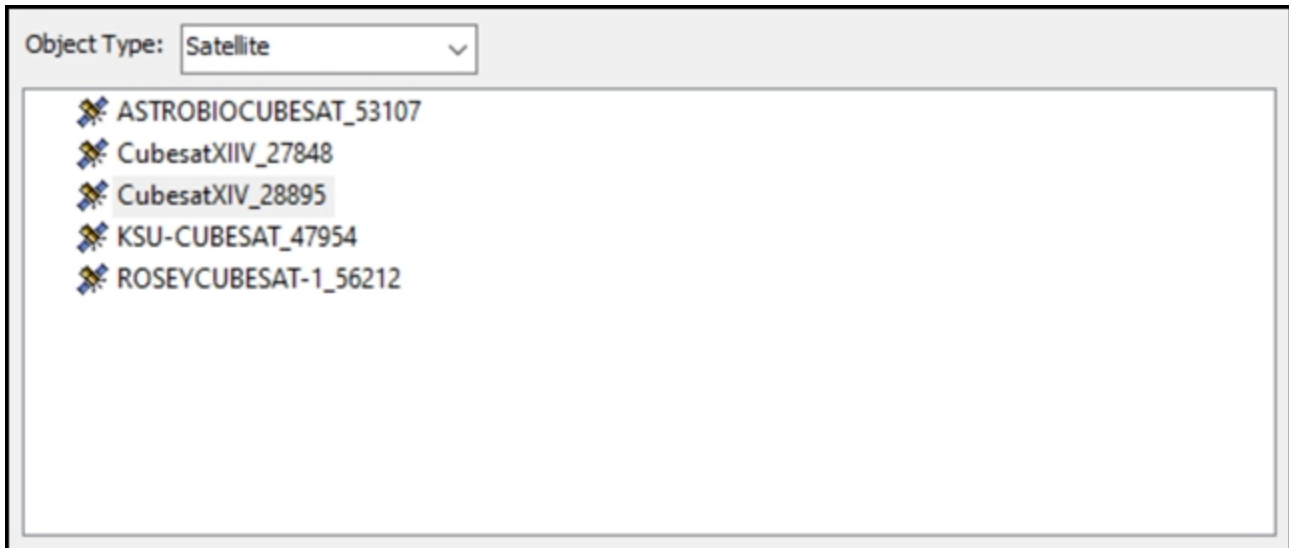 Object Type: Satellite
ASTROBIOCUBESAT_53107
CubesatXIIV_27848
CubesatXIV_28895
KSU-CUBESAT_47954
ROSEYCUBESAT-1_56212